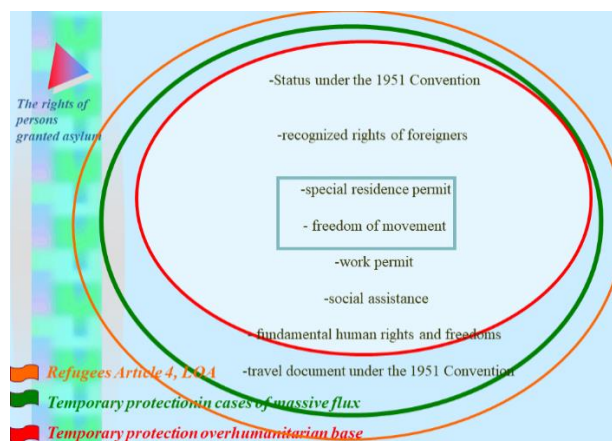 The rights of
persons
granted asylum
-Status under the 1951 Convention
-recognized rights of foreigners
-special residence permit
- freedom of movement
-work permit
-social assistance
- fundamental human rights and freedoms
-travel document under the 1951 Convention
Refugees Article 4, LOA
Temporary protectionin cases of massive flux
Temporary protection overhumanitarian base